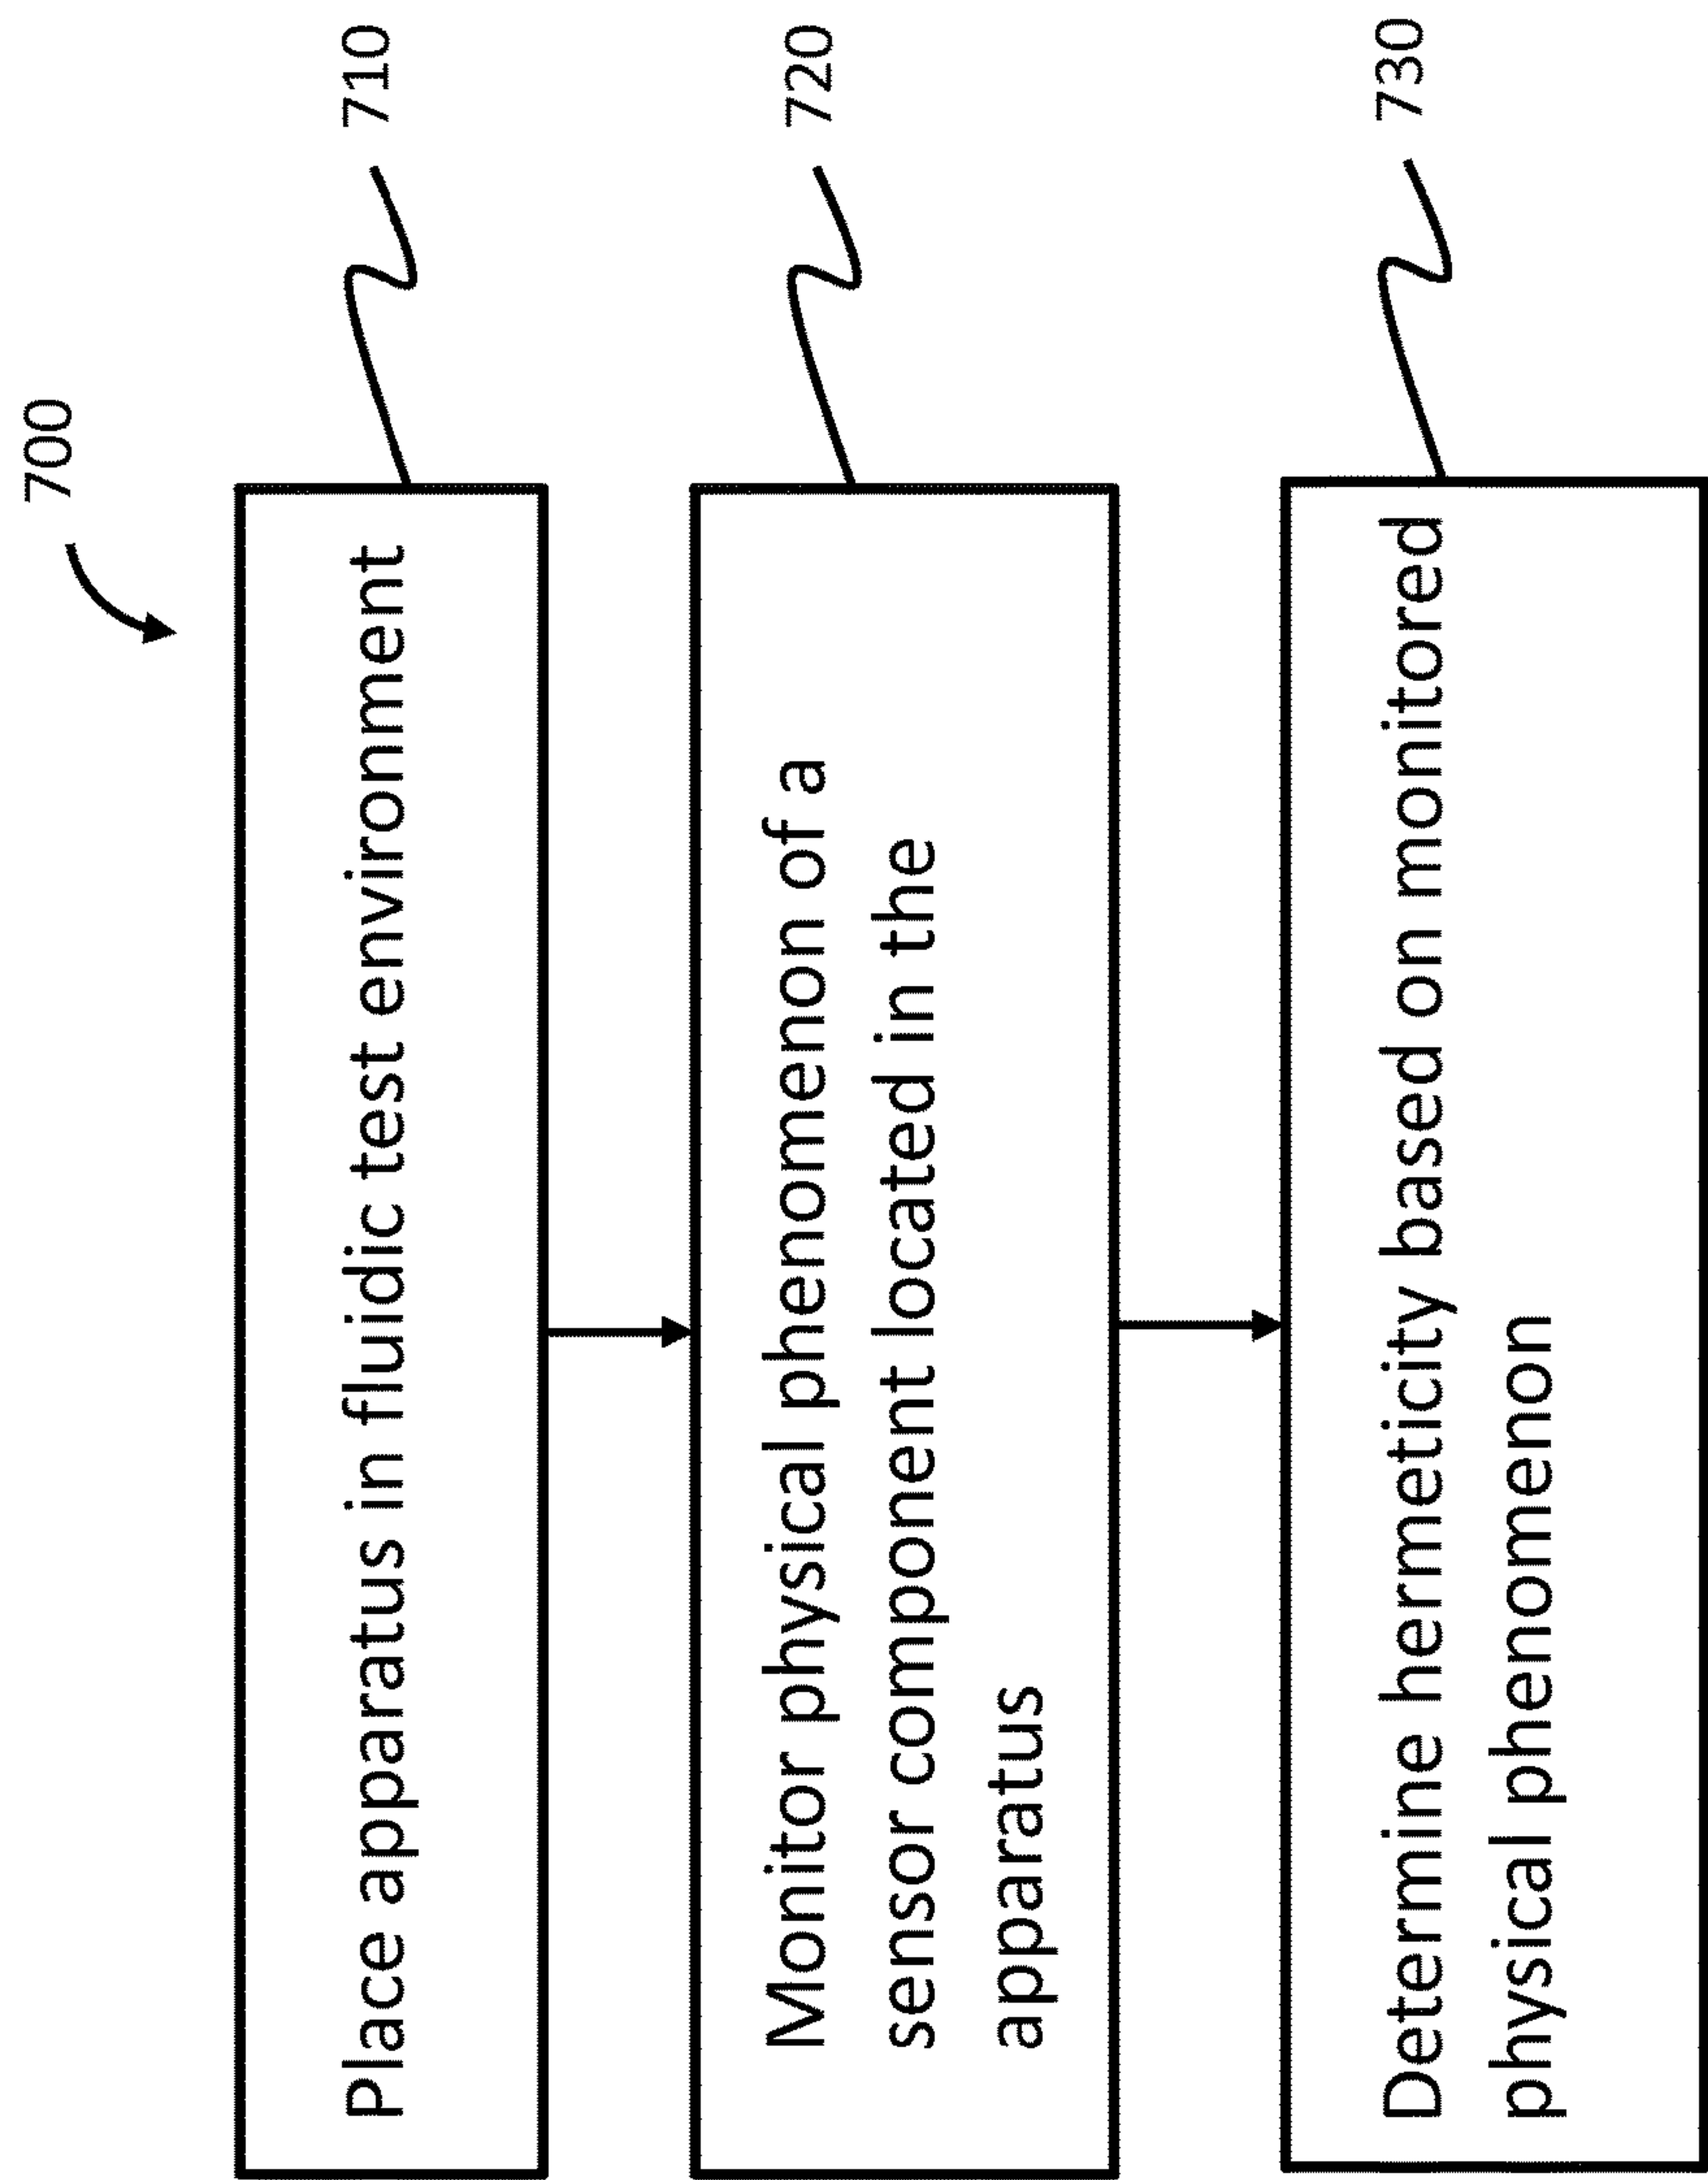 700
Place apparatus in fluidic test environment
710
Monitor physical phenomenon of a
sensor component located in the
apparatus
720
Determine hermeticity based on monitored
physical phenomenon
730